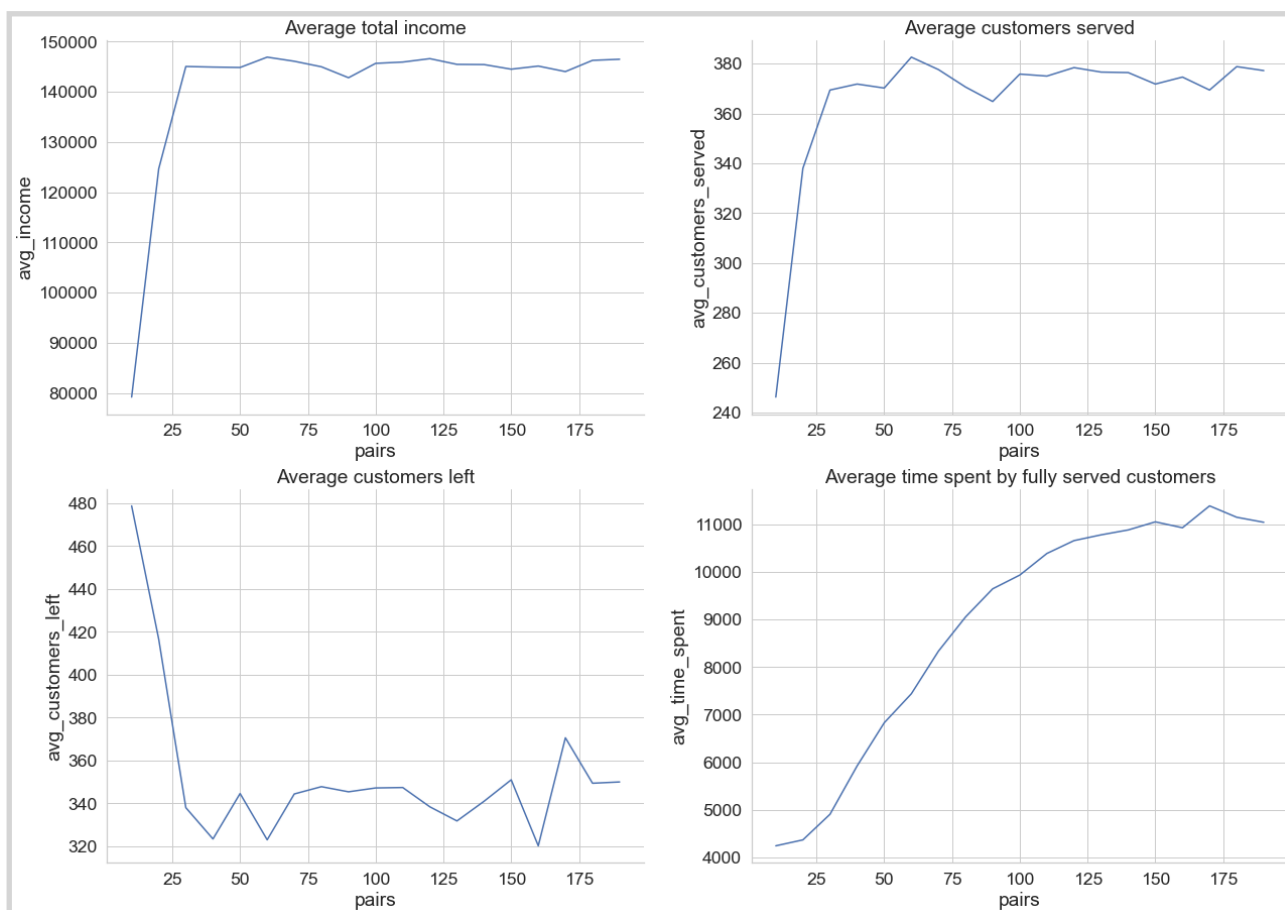 Average total income
avg_income
150000
140000
130000
120000
110000
100000
90000
80000
25 50 75 100 125 150 175
pairs
Average customers served
avg_customers_served
380
360
340
320
300
280
260
240
25 50 75 100 125 150 175
pairs
Average customers left
avg_customers_left
480
460
440
420
400
380
360
340
320
25 50 75 100 125 150 175
pairs
Average time spent by fully served customers
avg_time_spent
11000
10000
9000
8000
7000
6000
5000
4000
25 50 75 100 125 150 175
pairs